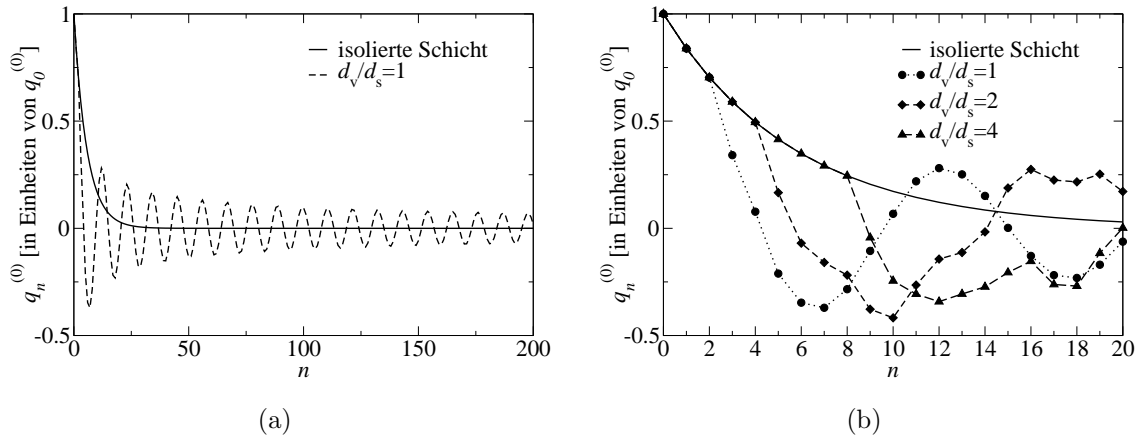 1
0.5
0
-0.5
q_n^(0) [in Einheiten von q_0^(0)]
isolierte Schicht
d_v/d_s=1
0 50 100 150 200
n
(a)
1
0.5
0
-0.5
q_n^(0) [in Einheiten von q_0^(0)]
isolierte Schicht
d_v/d_s=1
d_v/d_s=2
d_v/d_s=4
0 2 4 6 8 10 12 14 16 18 20
n
(b)